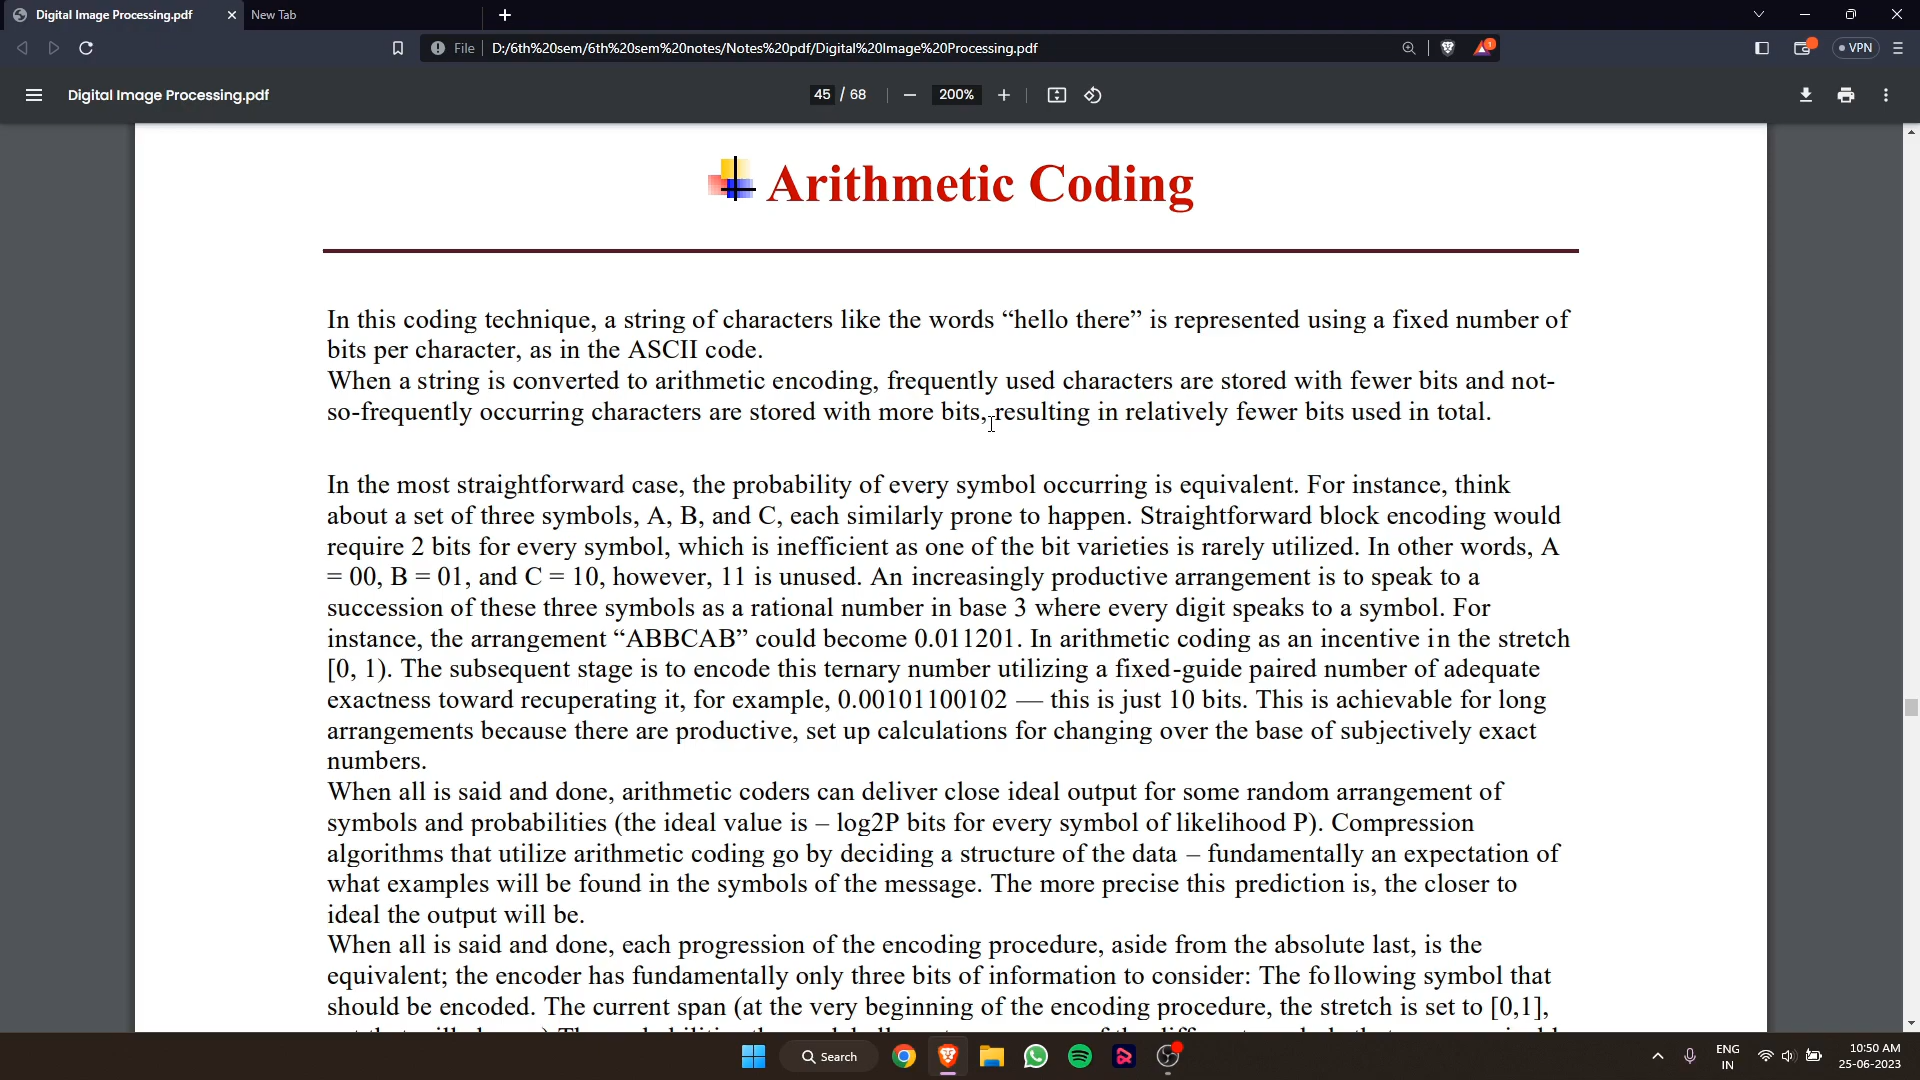 Digital Image Processing.pdf
New Tab
File
D:/6th%20sem/6th%20sem%20notes/Notes%20pdf/Digital%20Image%20Processing.pdf
1
VPN
Digital Image Processing.pdf
45 / 68
200%
Arithmetic Coding
In this coding technique, a string of characters like the words “hello there” is represented using a fixed number of
bits per character, as in the ASCII code.
When a string is converted to arithmetic encoding, frequently used characters are stored with fewer bits and not-
so-frequently occurring characters are stored with more bits, resulting in relatively fewer bits used in total.
In the most straightforward case, the probability of every symbol occurring is equivalent. For instance, think
about a set of three symbols, A, B, and C, each similarly prone to happen. Straightforward block encoding would
require 2 bits for every symbol, which is inefficient as one of the bit varieties is rarely utilized. In other words, A
= 00, B = 01, and C = 10, however, 11 is unused. An increasingly productive arrangement is to speak to a
succession of these three symbols as a rational number in base 3 where every digit speaks to a symbol. For
instance, the arrangement “ABBCAB” could become 0.011201. In arithmetic coding as an incentive in the stretch
[0, 1). The subsequent stage is to encode this ternary number utilizing a fixed-guide paired number of adequate
exactness toward recuperating it, for example, 0.00101100102 — this is just 10 bits. This is achievable for long
arrangements because there are productive, set up calculations for changing over the base of subjectively exact
numbers.
When all is said and done, arithmetic coders can deliver close ideal output for some random arrangement of
symbols and probabilities (the ideal value is – log2P bits for every symbol of likelihood P). Compression
algorithms that utilize arithmetic coding go by deciding a structure of the data – fundamentally an expectation of
what examples will be found in the symbols of the message. The more precise this prediction is, the closer to
ideal the output will be.
When all is said and done, each progression of the encoding procedure, aside from the absolute last, is the
equivalent; the encoder has fundamentally only three bits of information to consider: The following symbol that
should be encoded. The current span (at the very beginning of the encoding procedure, the stretch is set to [0,1],
Search
ENG
IN
10:50 AM
25-06-2023